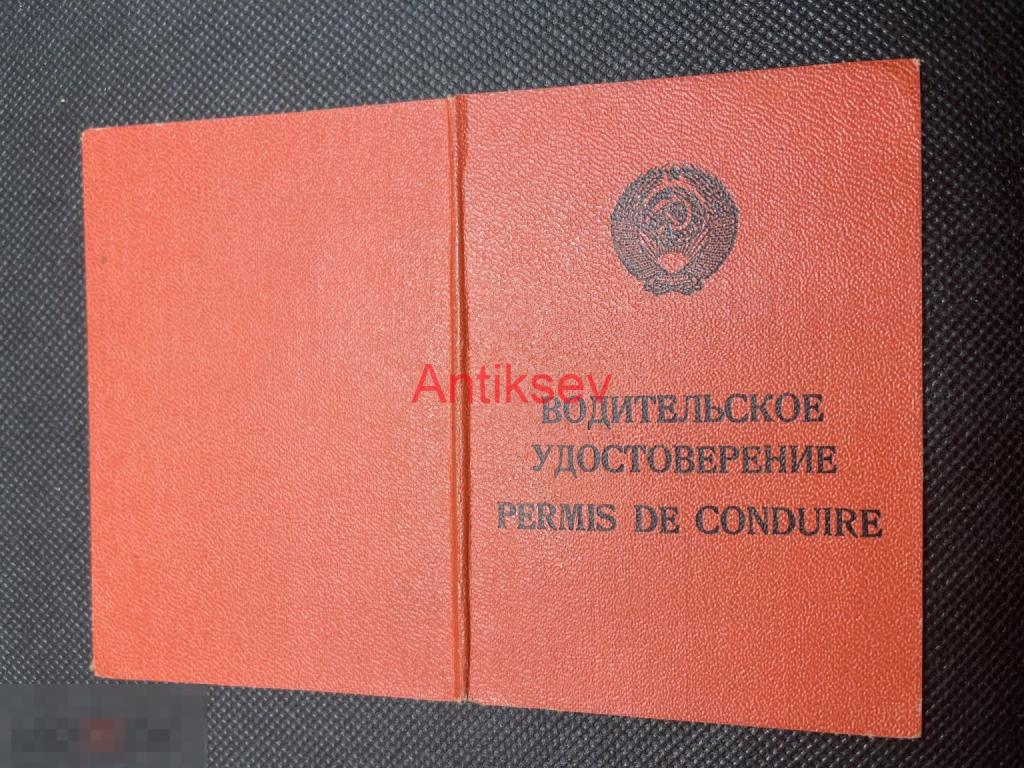 Antiksev
ВОДИТЕЛЬСКОЕ
УДОСТОВЕРЕНИЕ
PERMIS DE CONDUIRE